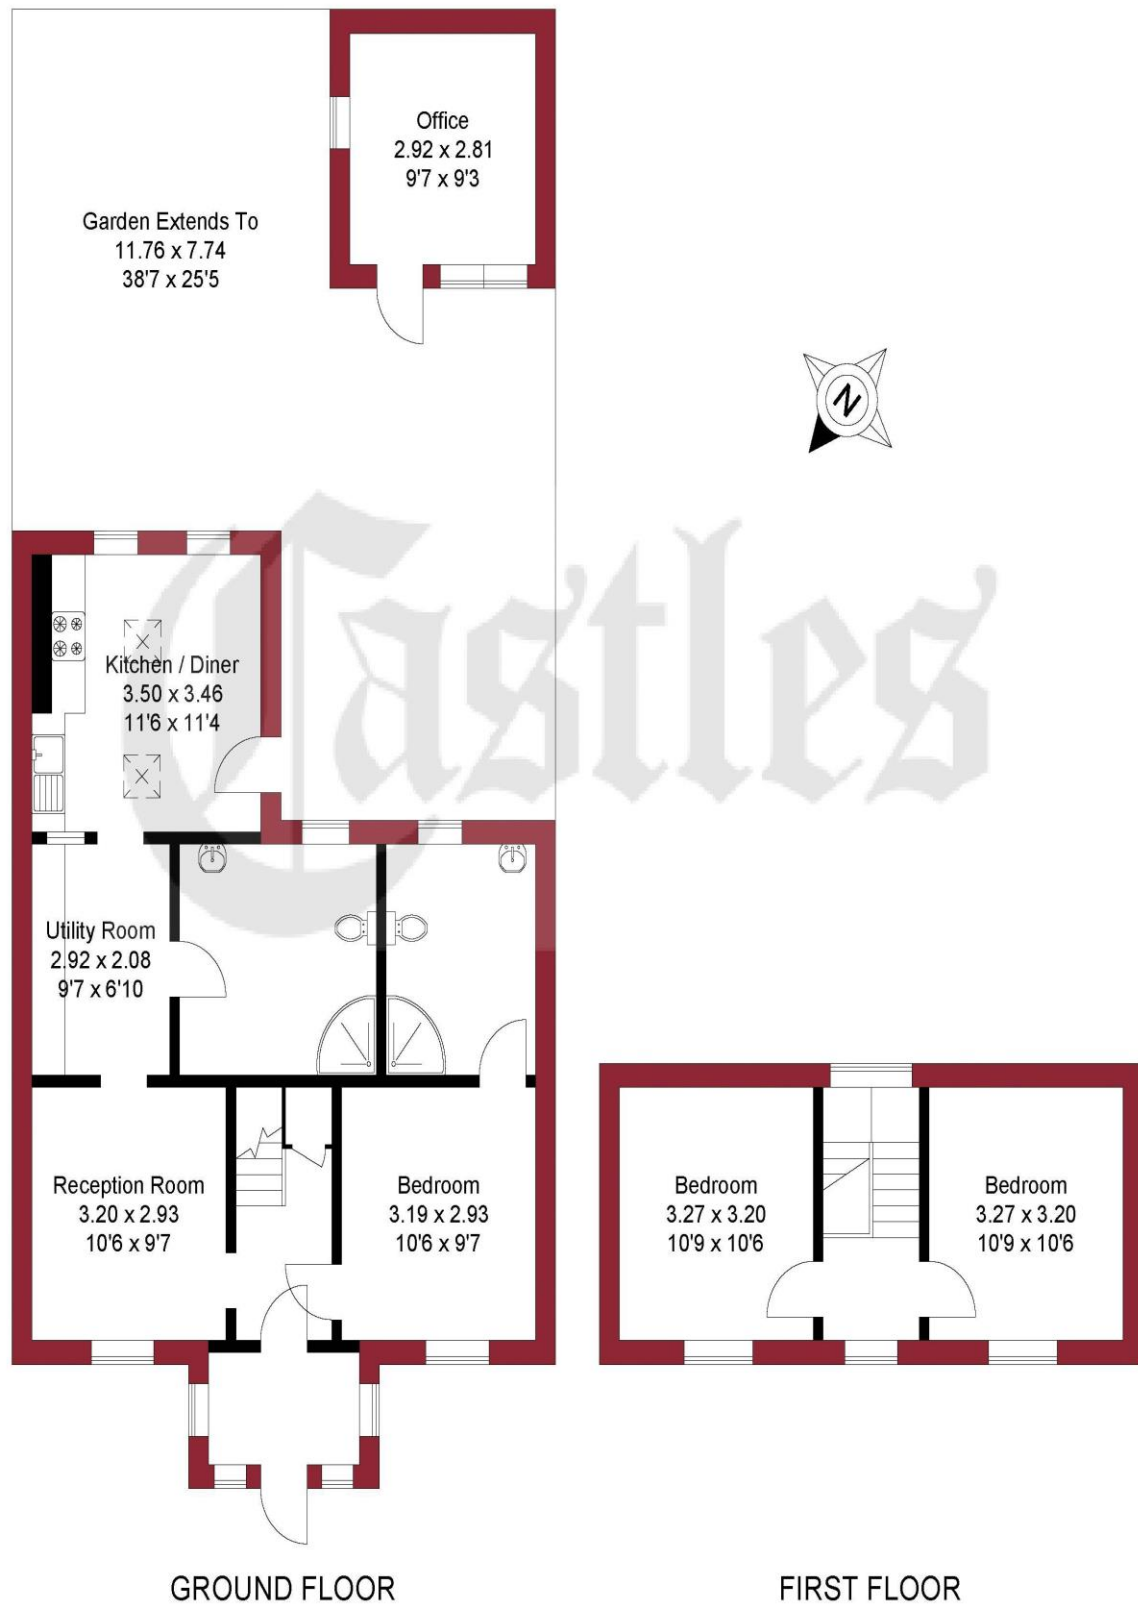 Office
2.92 x 2.81
9'7 x 9'3
Garden Extends To
11.76 x 7.74
38'7 x 25'5
N
Castles
Kitchen / Diner
3.50 x 3.46
11'6 x 11'4
Utility Room
2.92 x 2.08
9'7 x 6'10
Reception Room
3.20 x 2.93
10'6 x 9'7
Bedroom
3.19 x 2.93
10'6 x 9'7
Bedroom
3.27 x 3.20
10'9 x 10'6
Bedroom
3.27 x 3.20
10'9 x 10'6
GROUND FLOOR
FIRST FLOOR